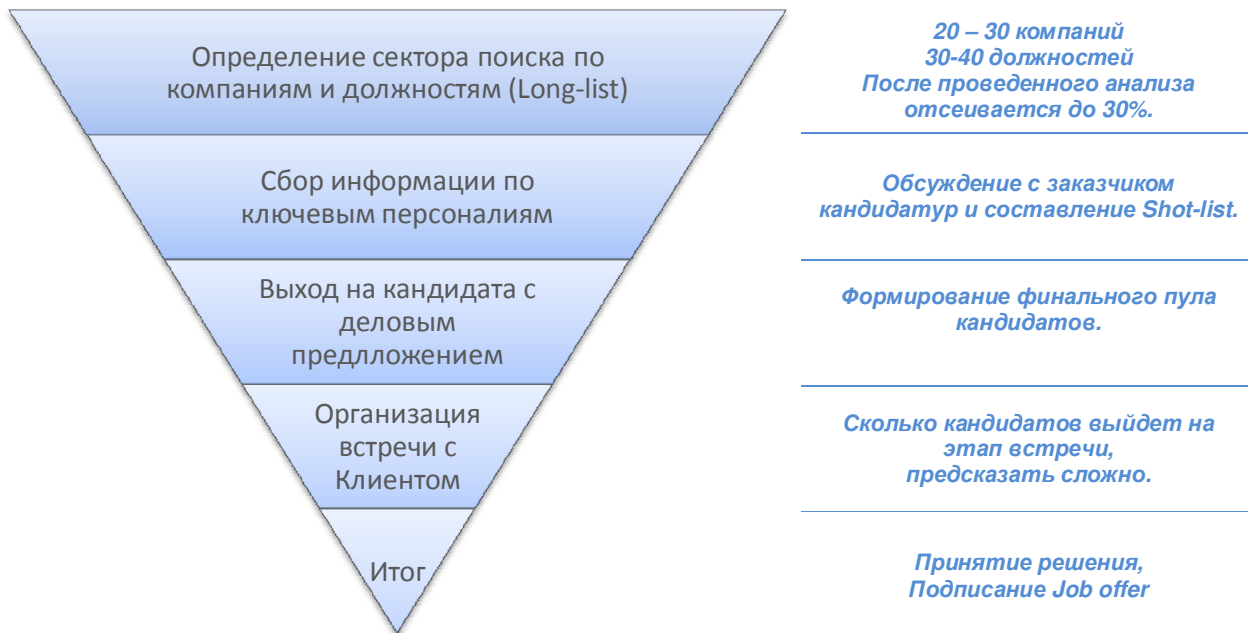 Определение сектора поиска по
компаниям и должностям (Long-list)
20 – 30 компаний
30-40 должностей
После проведенного анализа
отсеивается до 30%.
Сбор информации по
ключевым персоналиям
Обсуждение с заказчиком
кандидатур и составление Shot-list.
Выход на кандидата с
деловым
предлложением
Формирование финального пула
кандидатов.
Организация
встречи с
Клиентом
Сколько кандидатов выйдет на
этап встречи,
предсказать сложно.
Итог
Принятие решения,
Подписание Job offer